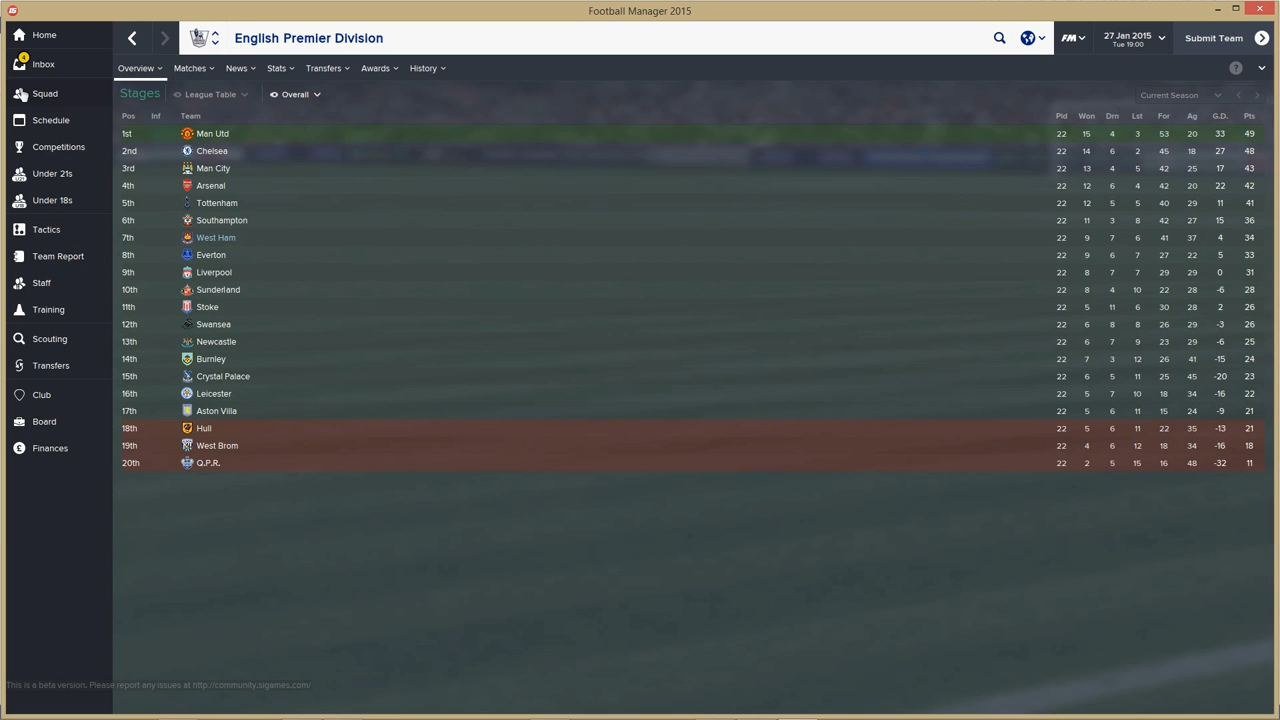 Football Manager 2015
Home
4
Inbox
Squad
Schedule
Competitions
Under 21s
Under 18s
Tactics
Team Report
Staff
Training
Scouting
Transfers
Club
Board
Finances
English Premier Division
FM
27 Jan 2015
Tue 19:00
Submit Team
Overview Matches News Stats Transfers Awards History
Stages League Table Overall Current Season
Pos Inf Team Pld Won Drn Lst For Ag G.D. Pts
1st Man Utd 22 15 4 3 53 20 33 49
2nd Chelsea 22 14 6 2 45 18 27 48
3rd Man City 22 13 4 5 42 25 17 43
4th Arsenal 22 12 6 4 42 20 22 42
5th Tottenham 22 12 5 5 40 29 11 41
6th Southampton 22 11 3 8 42 27 15 36
7th West Ham 22 9 7 6 41 37 4 34
8th Everton 22 9 6 7 27 22 5 33
9th Liverpool 22 8 7 7 29 29 0 31
10th Sunderland 22 8 4 10 22 28 -6 28
11th Stoke 22 5 11 6 30 28 2 26
12th Swansea 22 6 8 8 26 29 -3 26
13th Newcastle 22 6 7 9 23 29 -6 25
14th Burnley 22 7 3 12 26 41 -15 24
15th Crystal Palace 22 6 5 11 25 45 -20 23
16th Leicester 22 5 7 10 18 34 -16 22
17th Aston Villa 22 5 6 11 15 24 -9 21
18th Hull 22 5 6 11 22 35 -13 21
19th West Brom 22 4 6 12 18 34 -16 18
20th Q.P.R. 22 2 5 15 16 48 -32 11
This is a beta version. Please report any issues at http://community.sigames.com/